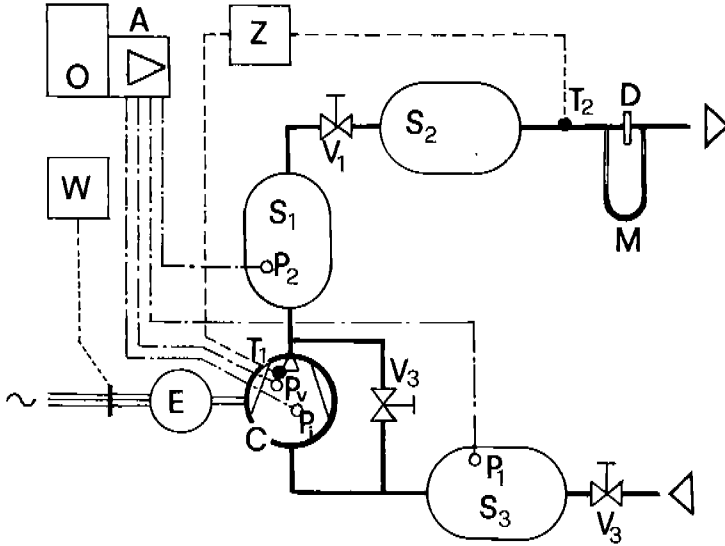 A
Z
O
T₂
D
V₁
S₂
W
S₁
M
P₂
T₁
V₃
Pᵥ
E
Pᵢ
C
P₁
S₃
V₃